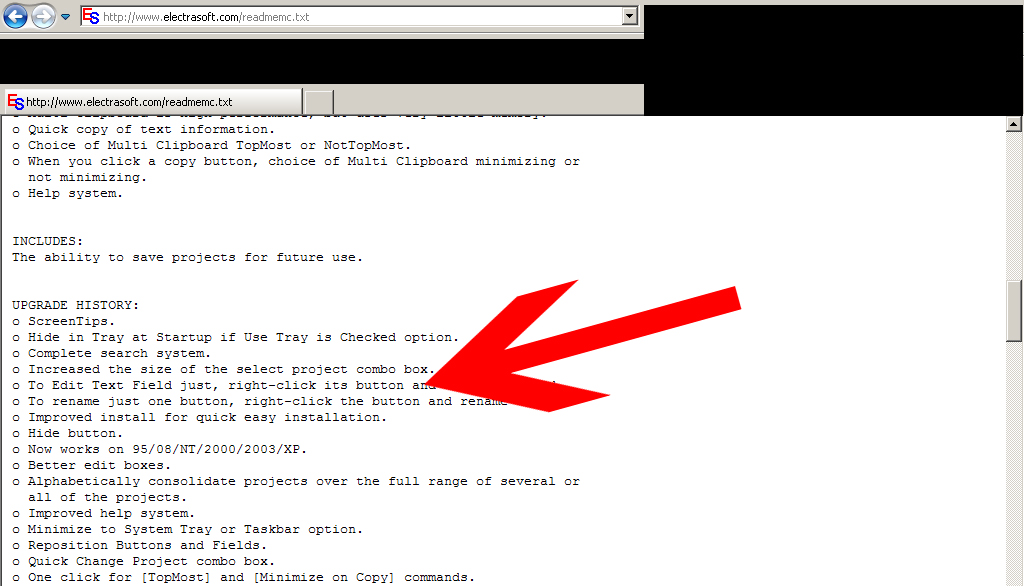 http://www.electrasoft.com/readmemc.txt
http://www.electrasoft.com/readmemc.txt
o Quick copy of text information.
o Choice of Multi Clipboard TopMost or NotTopMost.
o When you click a copy button, choice of Multi Clipboard minimizing or
not minimizing.
o Help system.
INCLUDES:
The ability to save projects for future use.
UPGRADE HISTORY:
o ScreenTips.
o Hide in Tray at Startup if Use Tray is Checked option.
o Complete search system.
o Increased the size of the select project combo box.
o To Edit Text Field just, right-click its button and
o To rename just one button, right-click the button and rename
o Improved install for quick easy installation.
o Hide button.
o Now works on 95/08/NT/2000/2003/XP.
o Better edit boxes.
o Alphabetically consolidate projects over the full range of several or
all of the projects.
o Improved help system.
o Minimize to System Tray or Taskbar option.
o Reposition Buttons and Fields.
o Quick Change Project combo box.
o One click for [TopMost] and [Minimize on Copy] commands.